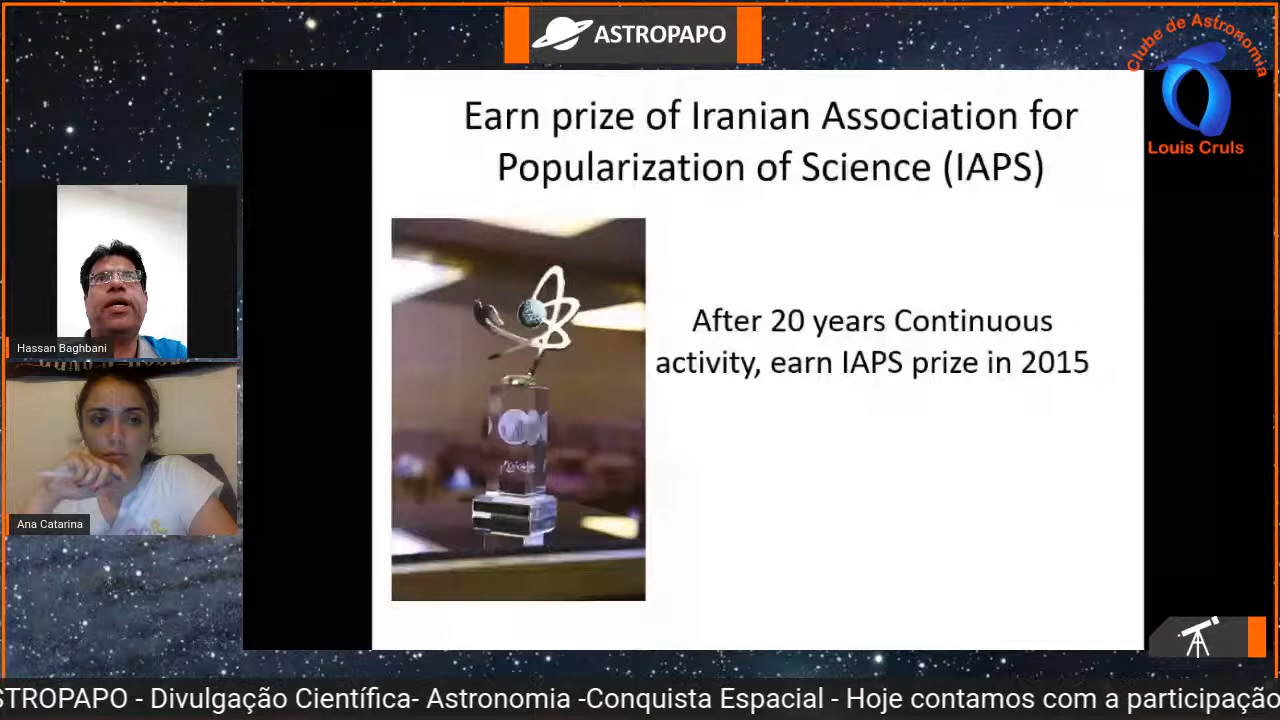 ASTROPAPO
Clube de Astronomia
Louis Cruls
Earn prize of Iranian Association for
Popularization of Science (IAPS)
After 20 years Continuous
activity, earn IAPS prize in 2015
Hassan Baghbani
Ana Catarina
STROPAPO - Divulgação Científica- Astronomia -Conquista Espacial - Hoje contamos com a participação